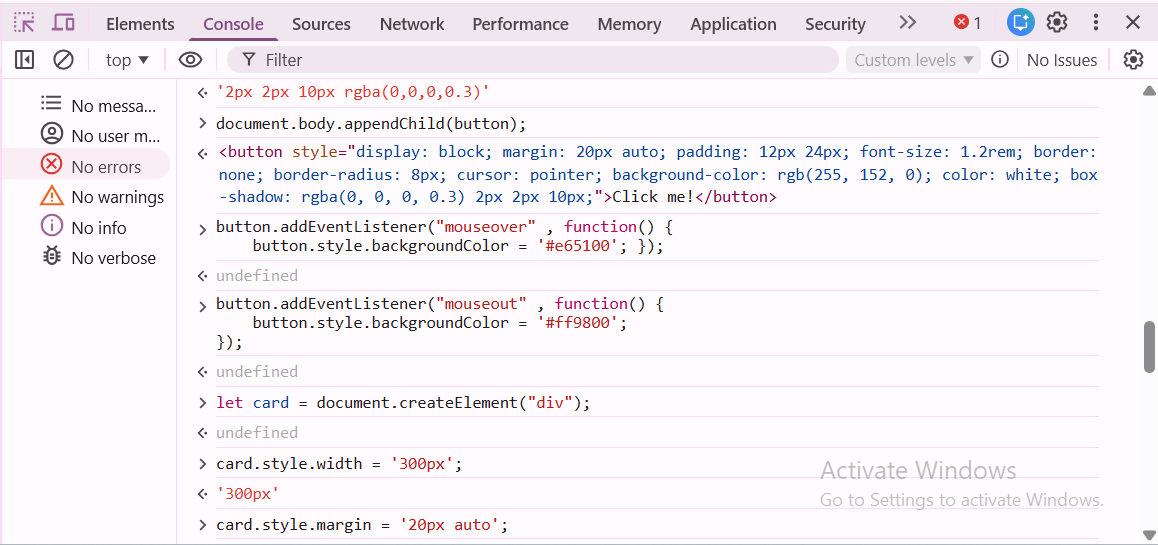 Elements Console Sources Network Performance Memory Application Security 1
top Filter Custom levels No Issues
No messa...
No user m...
No errors
No warnings
No info
No verbose
'2px 2px 10px rgba(0,0,0,0.3)'
document.body.appendChild(button);
<button style="display: block; margin: 20px auto; padding: 12px 24px; font-size: 1.2rem; border:
none; border-radius: 8px; cursor: pointer; background-color: rgb(255, 152, 0); color: white; box
-shadow: rgba(0, 0, 0, 0.3) 2px 2px 10px;">Click me!</button>
button.addEventListener("mouseover" , function() {
    button.style.backgroundColor = '#e65100'; });
undefined
button.addEventListener("mouseout" , function() {
    button.style.backgroundColor = '#ff9800';
});
undefined
let card = document.createElement("div");
undefined
card.style.width = '300px';
'300px'
card.style.margin = '20px auto';
Activate Windows
Go to Settings to activate Windows.